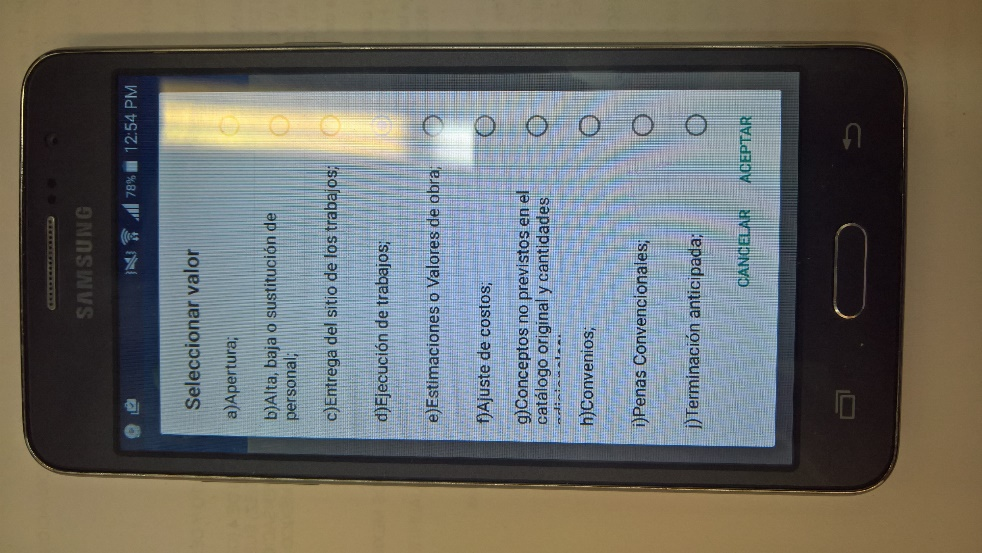 SAMSUNG
78% 12:54 PM
Seleccionar valor
a)Apertura;
b)Alta, baja o sustitución de
personal;
c)Entrega del sitio de los trabajos;
d)Ejecución de trabajos;
e)Estimaciones o Valores de obra;
f)Ajuste de costos;
g)Conceptos no previstos en el
catálogo original y cantidades
h)Convenios;
i)Penas Convencionales;
j)Terminación anticipada;
CANCELAR ACEPTAR